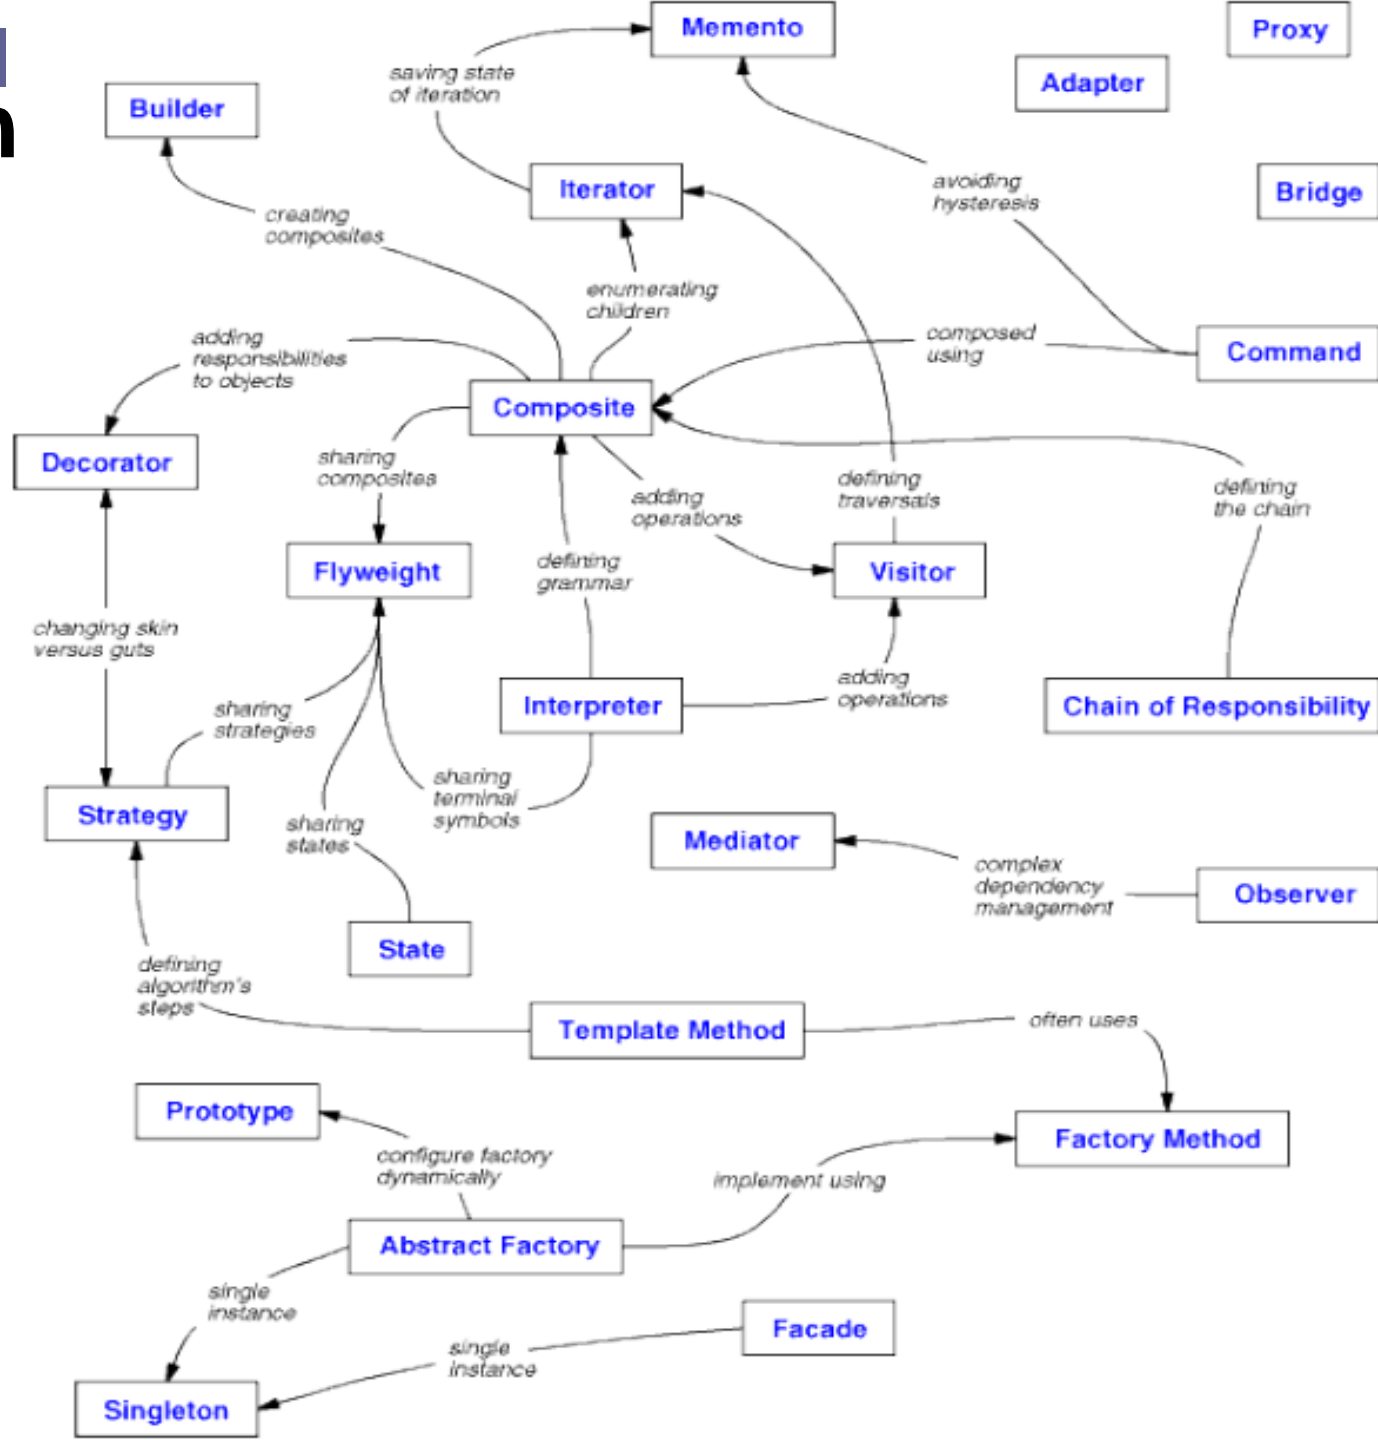 n
Memento
Proxy
Adapter
saving state
of iteration
Builder
Iterator
avoiding
hysteresis
Bridge
creating
composites
enumerating
children
adding
responsibilities
to objects
composed
using
Command
Composite
Decorator
sharing
composites
adding
operations
defining
traversals
defining
the chain
Flyweight
defining
grammar
Visitor
changing skin
versus guts
adding
operations
sharing
strategies
Interpreter
Chain of Responsibility
sharing
terminal
symbols
Strategy
sharing
states
Mediator
complex
dependency
management
Observer
State
defining
algorithm's
steps
Template Method
often uses
Prototype
Factory Method
configure factory
dynamically
implement using
Abstract Factory
single
instance
Facade
single
instance
Singleton